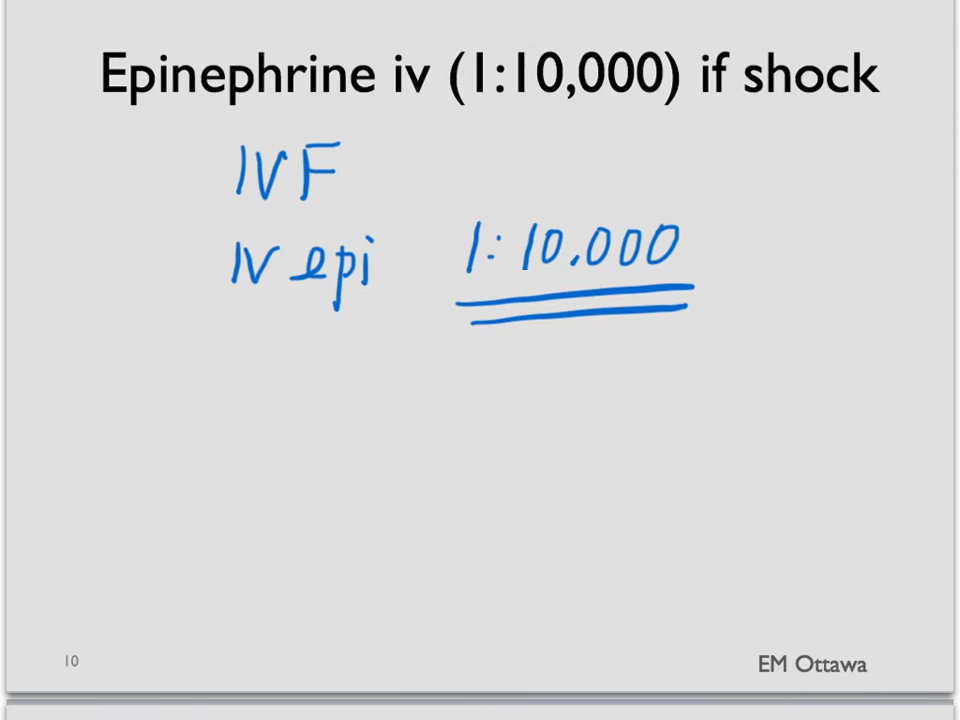 Epinephrine iv (1:10,000) if shock
IVF
IV epi 1:10,000
10
EM Ottawa